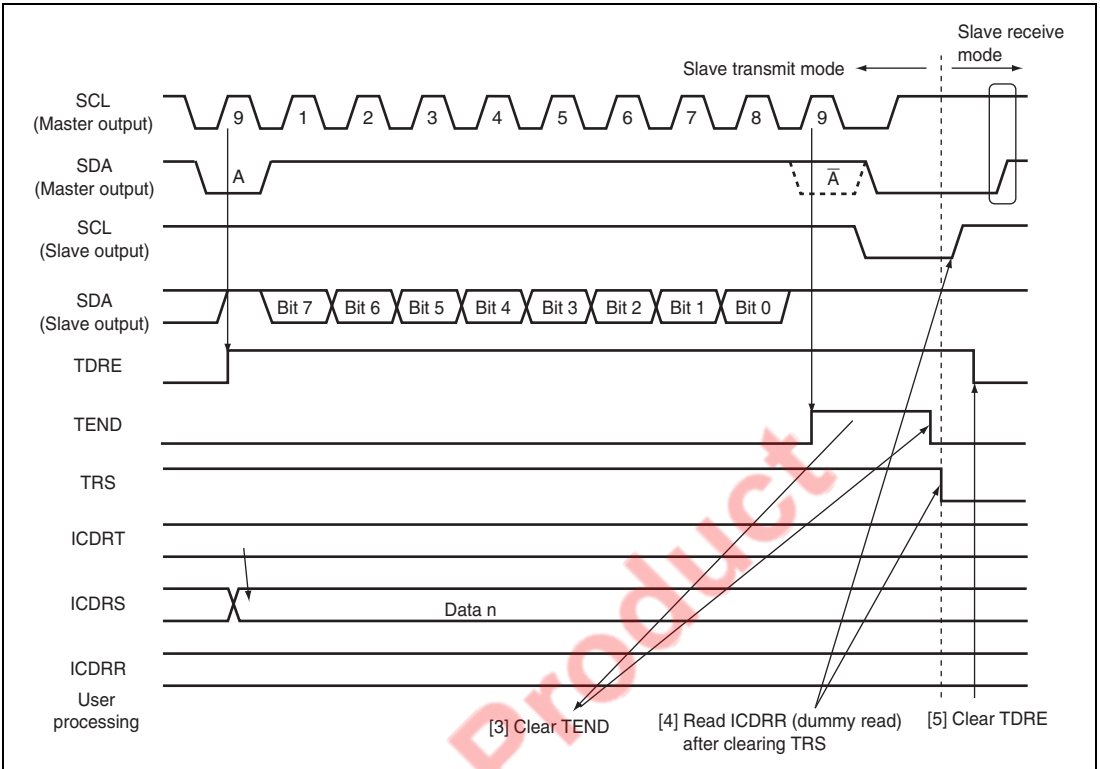 Slave receive
mode
Slave transmit mode
SCL
(Master output)
9 1 2 3 4 5 6 7 8 9
SDA
(Master output)
A A̅
SCL
(Slave output)
SDA
(Slave output)
Bit 7 Bit 6 Bit 5 Bit 4 Bit 3 Bit 2 Bit 1 Bit 0
TDRE
TEND
TRS
ICDRT
ICDRS
Data n
ICDRR
User
processing
[3] Clear TEND
[4] Read ICDRR (dummy read)
after clearing TRS
[5] Clear TDRE
Product